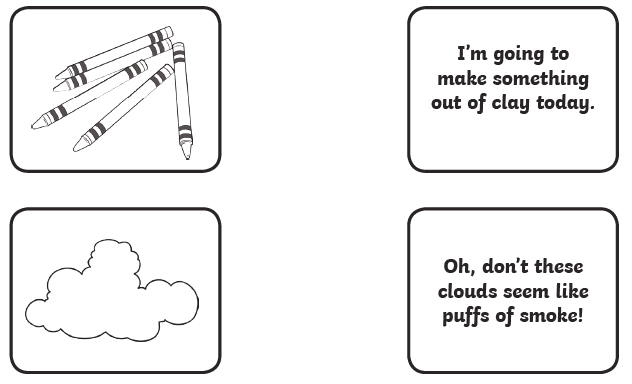 I'm going to
make something
out of clay today.
Oh, don't these
clouds seem like
puffs of smoke!